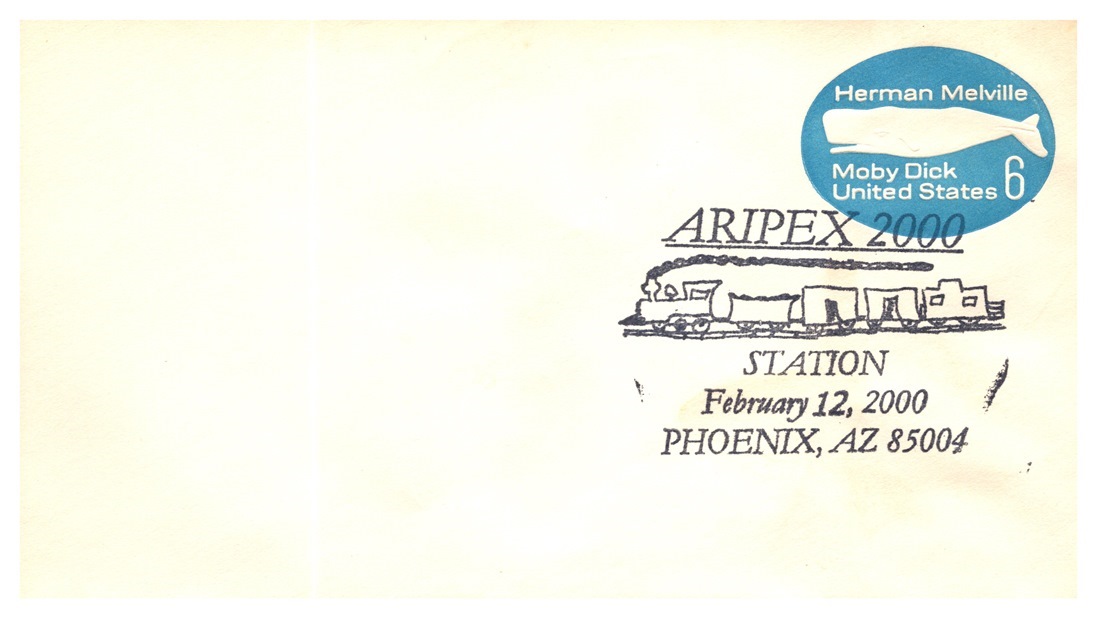 Herman Melville
Moby Dick
United States 6
ARIPEX 2000
STATION
February 12, 2000
PHOENIX, AZ 85004